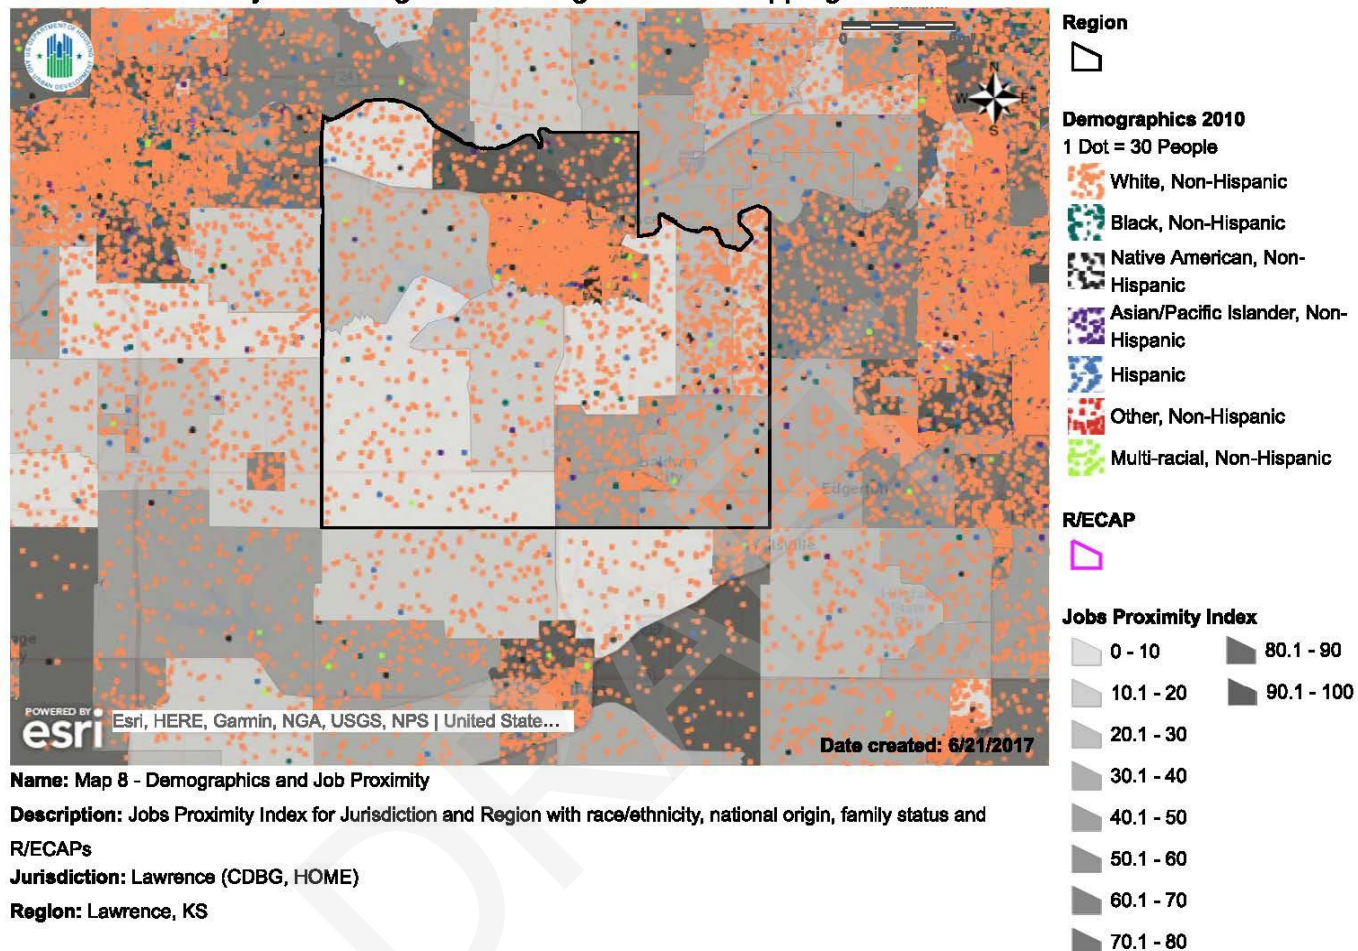 Region
Demographics 2010
1 Dot = 30 People
White, Non-Hispanic
Black, Non-Hispanic
Native American, Non-
Hispanic
Asian/Pacific Islander, Non-
Hispanic
Hispanic
Other, Non-Hispanic
Multi-racial, Non-Hispanic
R/ECAP
Jobs Proximity Index
0 - 10
10.1 - 20
20.1 - 30
30.1 - 40
40.1 - 50
50.1 - 60
60.1 - 70
70.1 - 80
80.1 - 90
90.1 - 100
N
W
E
S
0
3
Baldwin
City
Edgerton
POWERED BY
esri
Esri, HERE, Garmin, NGA, USGS, NPS | United State...
Date created: 6/21/2017
Name: Map 8 - Demographics and Job Proximity
Description: Jobs Proximity Index for Jurisdiction and Region with race/ethnicity, national origin, family status and
R/ECAPs
Jurisdiction: Lawrence (CDBG, HOME)
Region: Lawrence, KS
DRAFT